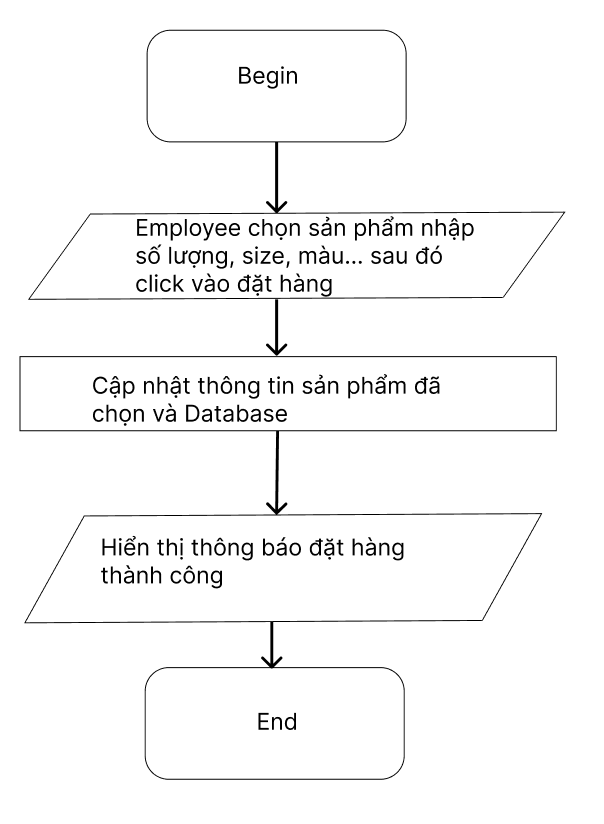 Begin
Employee chọn sản phẩm nhập
số lượng, size, màu... sau đó
click vào đặt hàng
Cập nhật thông tin sản phẩm đã
chọn và Database
Hiển thị thông báo đặt hàng
thành công
End